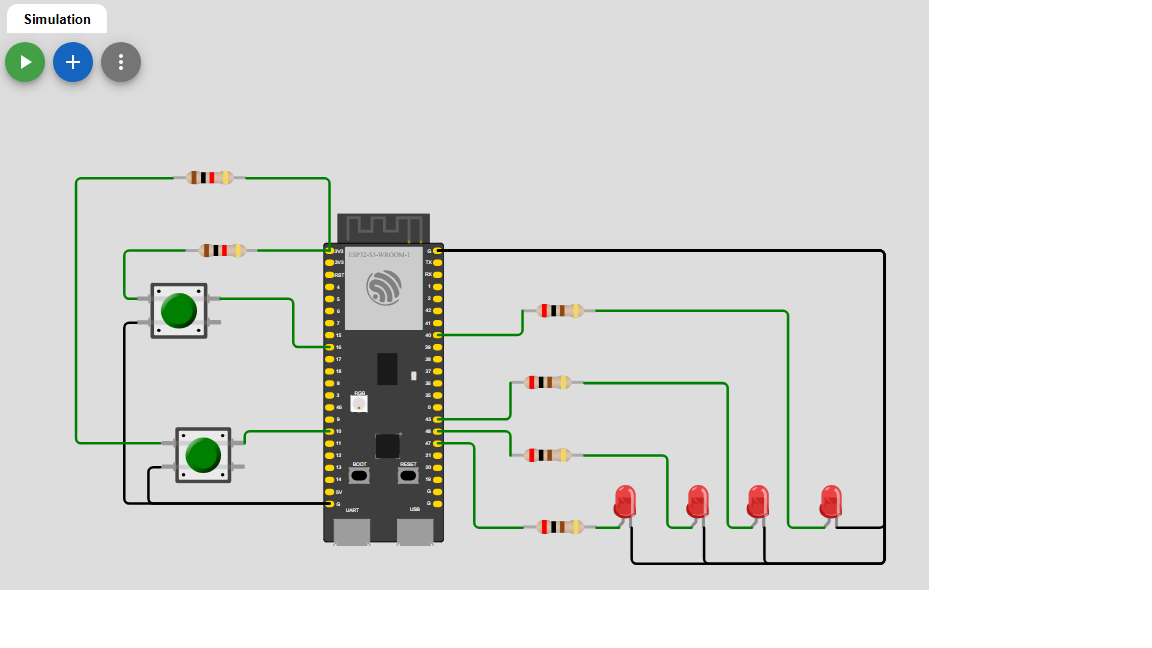 Simulation
ESP32-S3-WROOM-1
3V3
3V3
RST
4
5
6
7
15
16
17
18
8
3
46
9
10
11
12
13
14
5V
G
G
TX
RX
1
2
42
41
40
39
38
37
36
35
0
45
48
47
21
20
19
G
G
RGB
BOOT
RESET
UART
USB